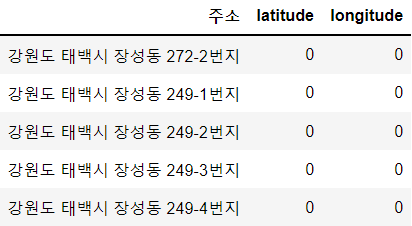 주소 latitude longitude
강원도 태백시 장성동 272-2번지 0 0
강원도 태백시 장성동 249-1번지 0 0
강원도 태백시 장성동 249-2번지 0 0
강원도 태백시 장성동 249-3번지 0 0
강원도 태백시 장성동 249-4번지 0 0